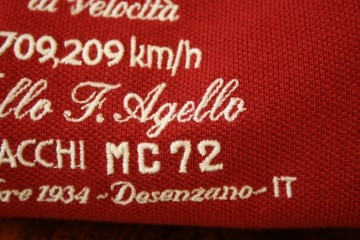 di Velocità
709,209 km/h
llo F. Agello
ACCHI MC72
bre 1934 - Desenzano - IT